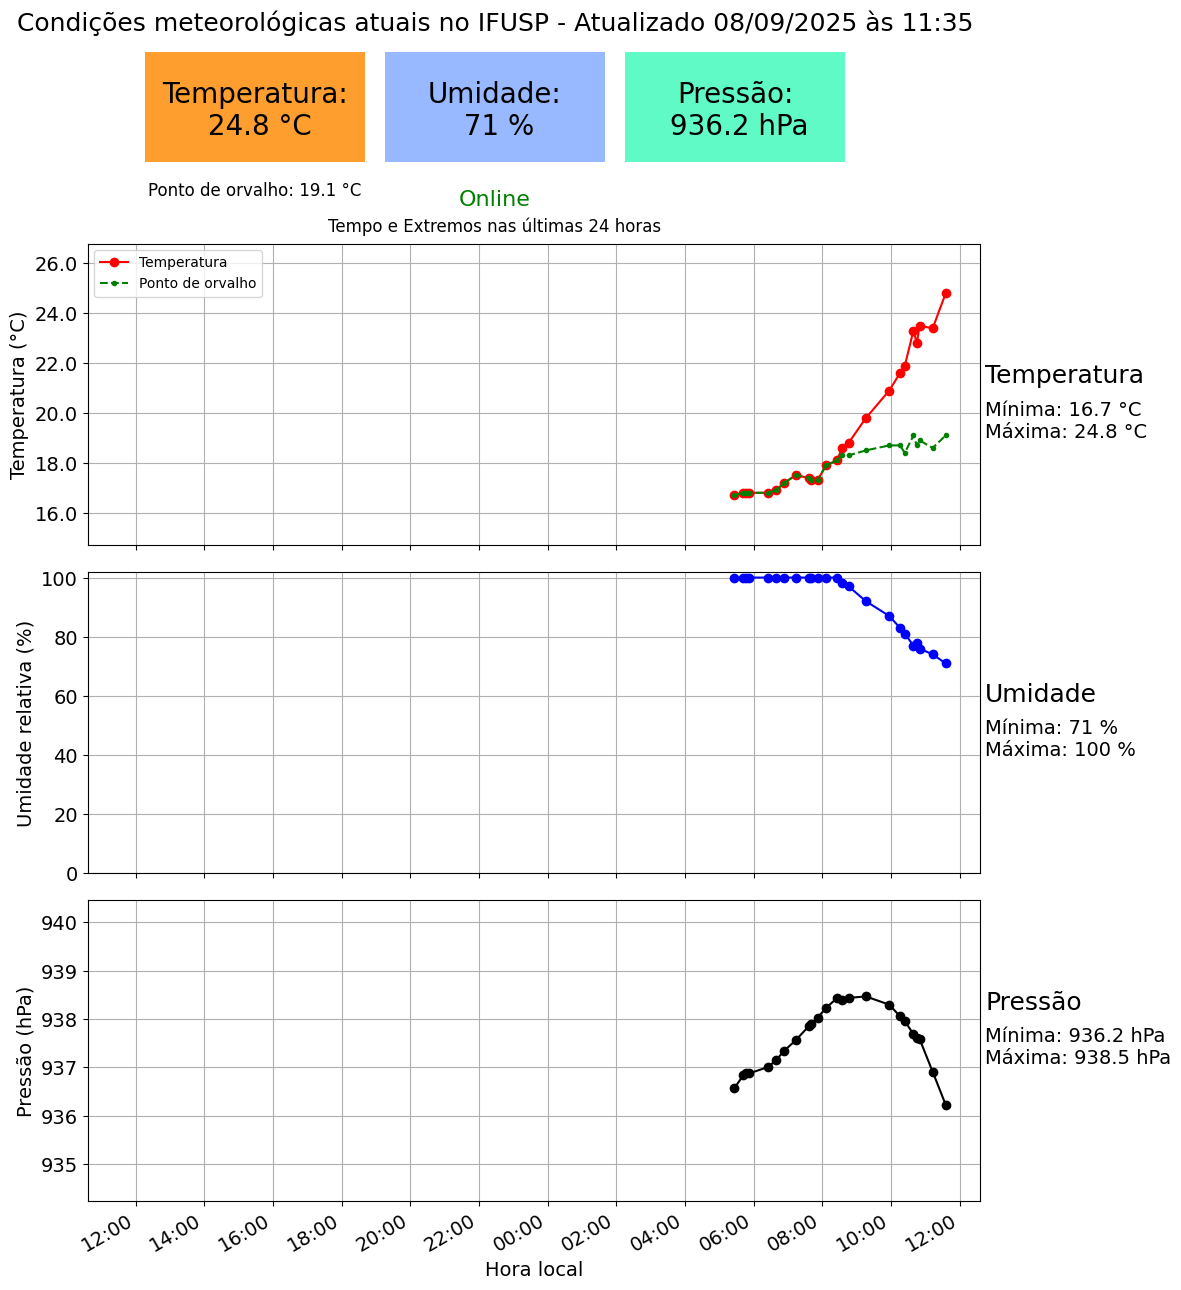 Condições meteorológicas atuais no IFUSP - Atualizado 08/09/2025 às 11:35
Temperatura:
24.8 °C
Umidade:
71 %
Pressão:
936.2 hPa
Ponto de orvalho: 19.1 °C
Online
Tempo e Extremos nas últimas 24 horas
Temperatura (°C)
26.0
24.0
22.0
20.0
18.0
16.0
Temperatura
Ponto de orvalho
Temperatura
Mínima: 16.7 °C
Máxima: 24.8 °C
Umidade relativa (%)
100
80
60
40
20
0
Umidade
Mínima: 71 %
Máxima: 100 %
Pressão (hPa)
940
939
938
937
936
935
Pressão
Mínima: 936.2 hPa
Máxima: 938.5 hPa
12:00 14:00 16:00 18:00 20:00 22:00 00:00 02:00 04:00 06:00 08:00 10:00 12:00
Hora local